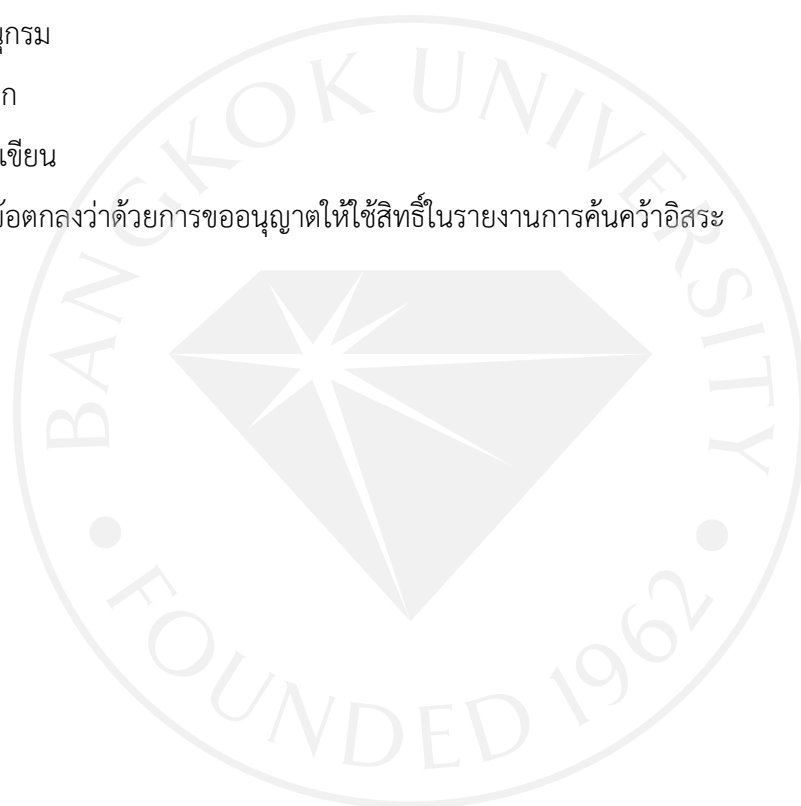 นุกรม
ก
เขียน
ข้อตกลงว่าด้วยการขออนุญาตให้ใช้สิทธิ์ในรายงานการค้นคว้าอิสระ
BANGKOK UNIVERSITY
FOUNDED 1962